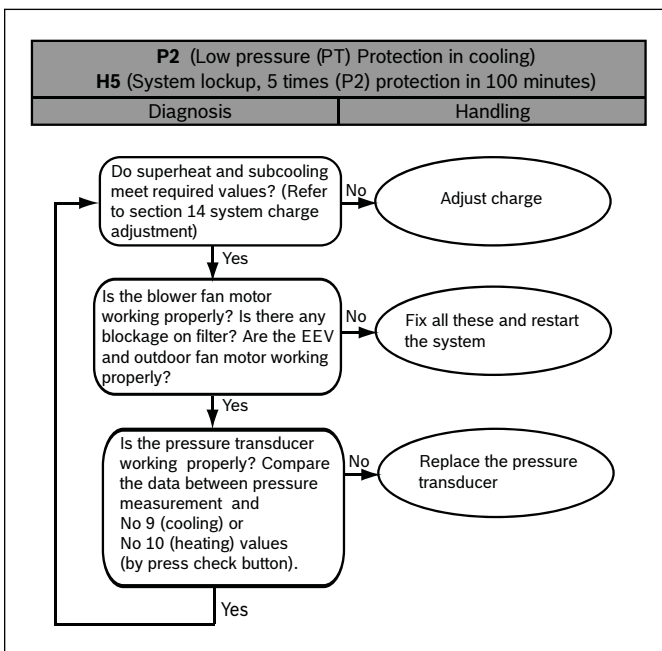 P2 (Low pressure (PT) Protection in cooling)
H5 (System lockup, 5 times (P2) protection in 100 minutes)
Diagnosis
Handling
Do superheat and subcooling
meet required values? (Refer
to section 14 system charge
adjustment)
No
Adjust charge
Yes
Is the blower fan motor
working properly? Is there any
blockage on filter? Are the EEV
and outdoor fan motor working
properly?
No
Fix all these and restart
the system
Yes
Is the pressure transducer
working properly? Compare
the data between pressure
measurement and
No 9 (cooling) or
No 10 (heating) values
(by press check button).
No
Replace the pressure
transducer
Yes